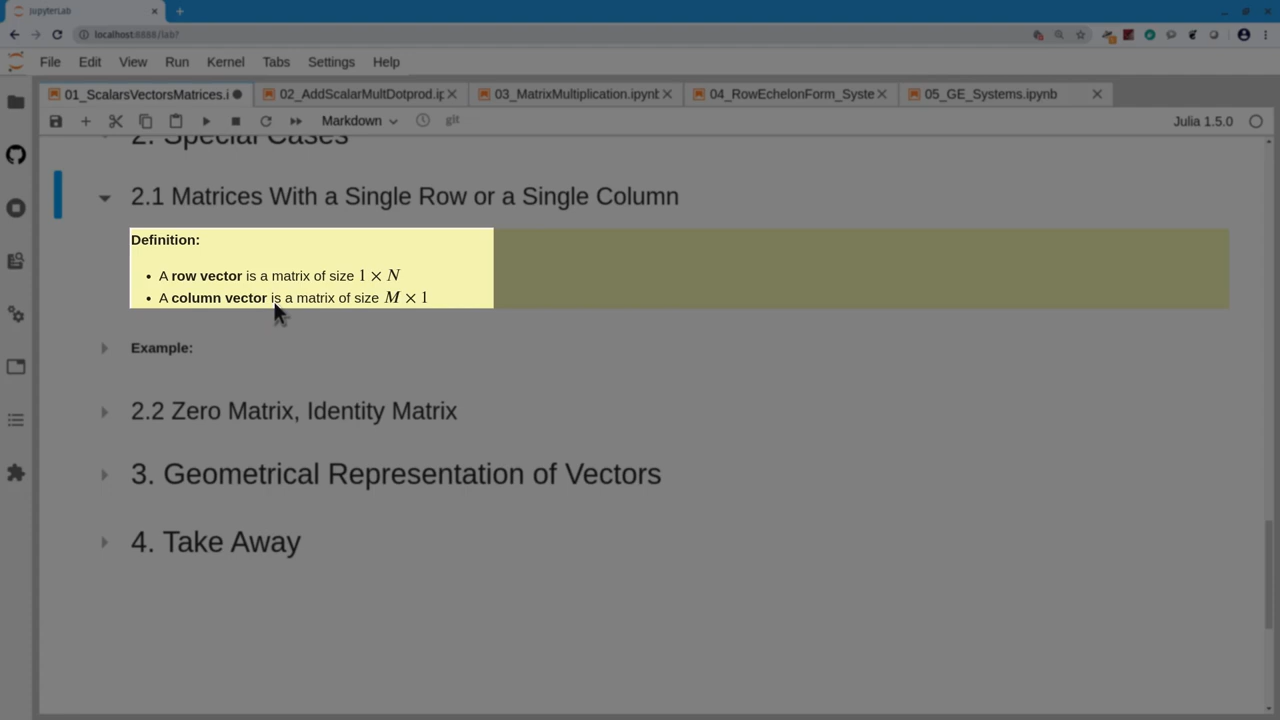 JupyterLab
localhost:8888/lab?
File Edit View Run Kernel Tabs Settings Help
01_ScalarsVectorsMatrices.i 02_AddScalarMultDotprod.ip 03_MatrixMultiplication.ipynb 04_RowEchelonForm_Syste 05_GE_Systems.ipynb
Markdown git Julia 1.5.0
2. Special Cases
2.1 Matrices With a Single Row or a Single Column
Definition:
• A row vector is a matrix of size 1 × N
• A column vector is a matrix of size M × 1
Example:
2.2 Zero Matrix, Identity Matrix
3. Geometrical Representation of Vectors
4. Take Away